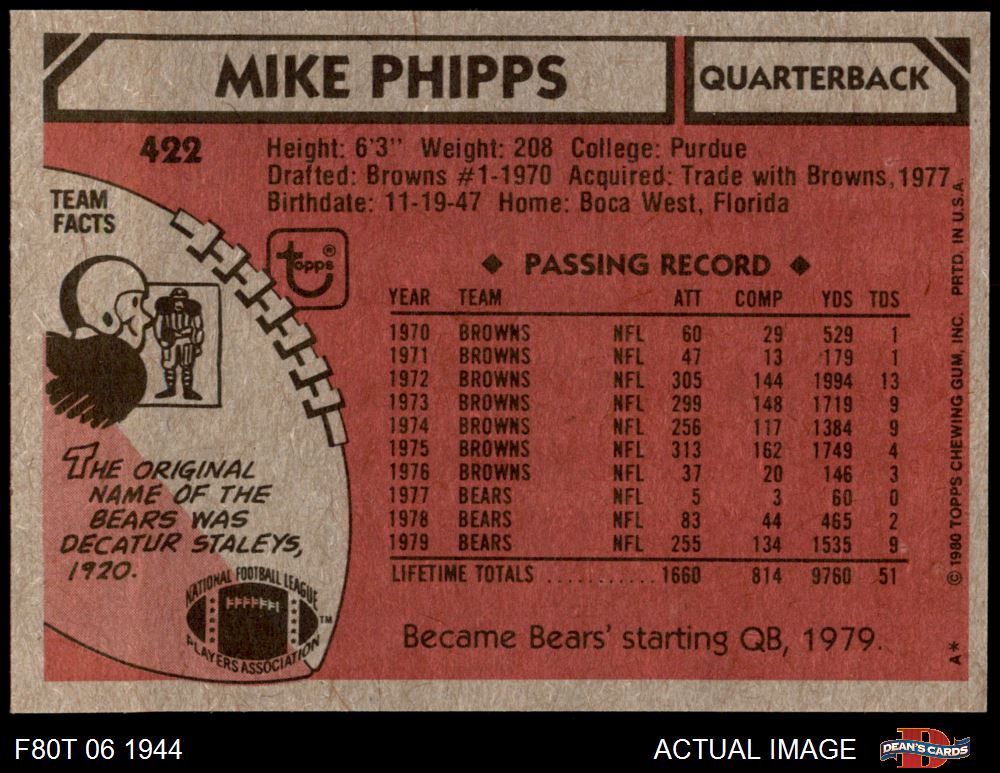 MIKE PHIPPS QUARTERBACK
422
Height: 6'3" Weight: 208 College: Purdue
Drafted: Browns #1-1970 Acquired: Trade with Browns, 1977
Birthdate: 11-19-47 Home: Boca West, Florida
TEAM
FACTS
topps®
THE ORIGINAL
NAME OF THE
BEARS WAS
DECATUR STALEYS,
1920.
NATIONAL FOOTBALL LEAGUE
PLAYERS ASSOCIATION
TM
◆ PASSING RECORD ◆
YEAR TEAM ATT COMP YDS TDS
1970 BROWNS NFL 60 29 529 1
1971 BROWNS NFL 47 13 179 1
1972 BROWNS NFL 305 144 1994 13
1973 BROWNS NFL 299 148 1719 9
1974 BROWNS NFL 256 117 1384 9
1975 BROWNS NFL 313 162 1749 4
1976 BROWNS NFL 37 20 146 3
1977 BEARS NFL 5 3 60 0
1978 BEARS NFL 83 44 465 2
1979 BEARS NFL 255 134 1535 9
LIFETIME TOTALS ........... 1660 814 9760 51
Became Bears' starting QB, 1979.
A* © 1980 TOPPS CHEWING GUM, INC. PRTD. IN U.S.A.
F80T 06 1944 ACTUAL IMAGE DEAN'S CARDS